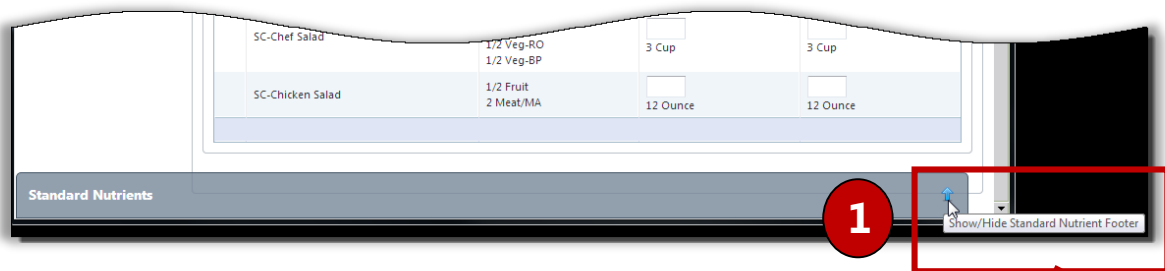 SC-Chef Salad
1/2 Veg-RO
1/2 Veg-BP
3 Cup
3 Cup
SC-Chicken Salad
1/2 Fruit
2 Meat/MA
12 Ounce
12 Ounce
Standard Nutrients
1
Show/Hide Standard Nutrient Footer